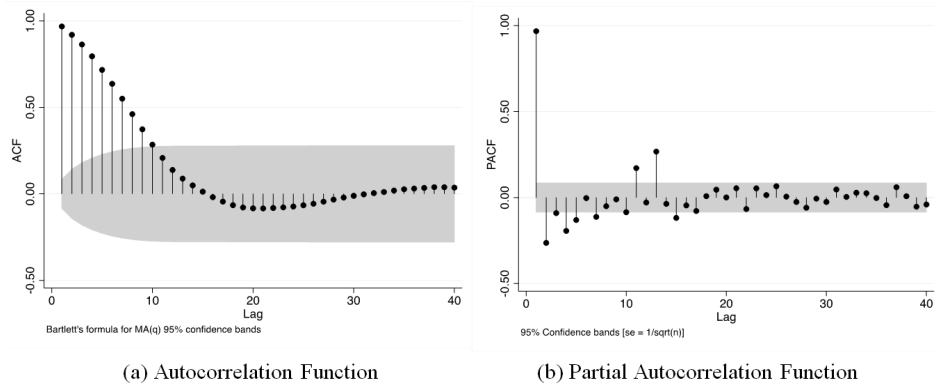 1.00
0.50
0.00
-0.50
ACF
0 10 20 30 40
Lag
Bartlett's formula for MA(q) 95% confidence bands
(a) Autocorrelation Function
1.00
0.50
0.00
-0.50
PACF
0 10 20 30 40
Lag
95% Confidence bands [se = 1/sqrt(n)]
(b) Partial Autocorrelation Function